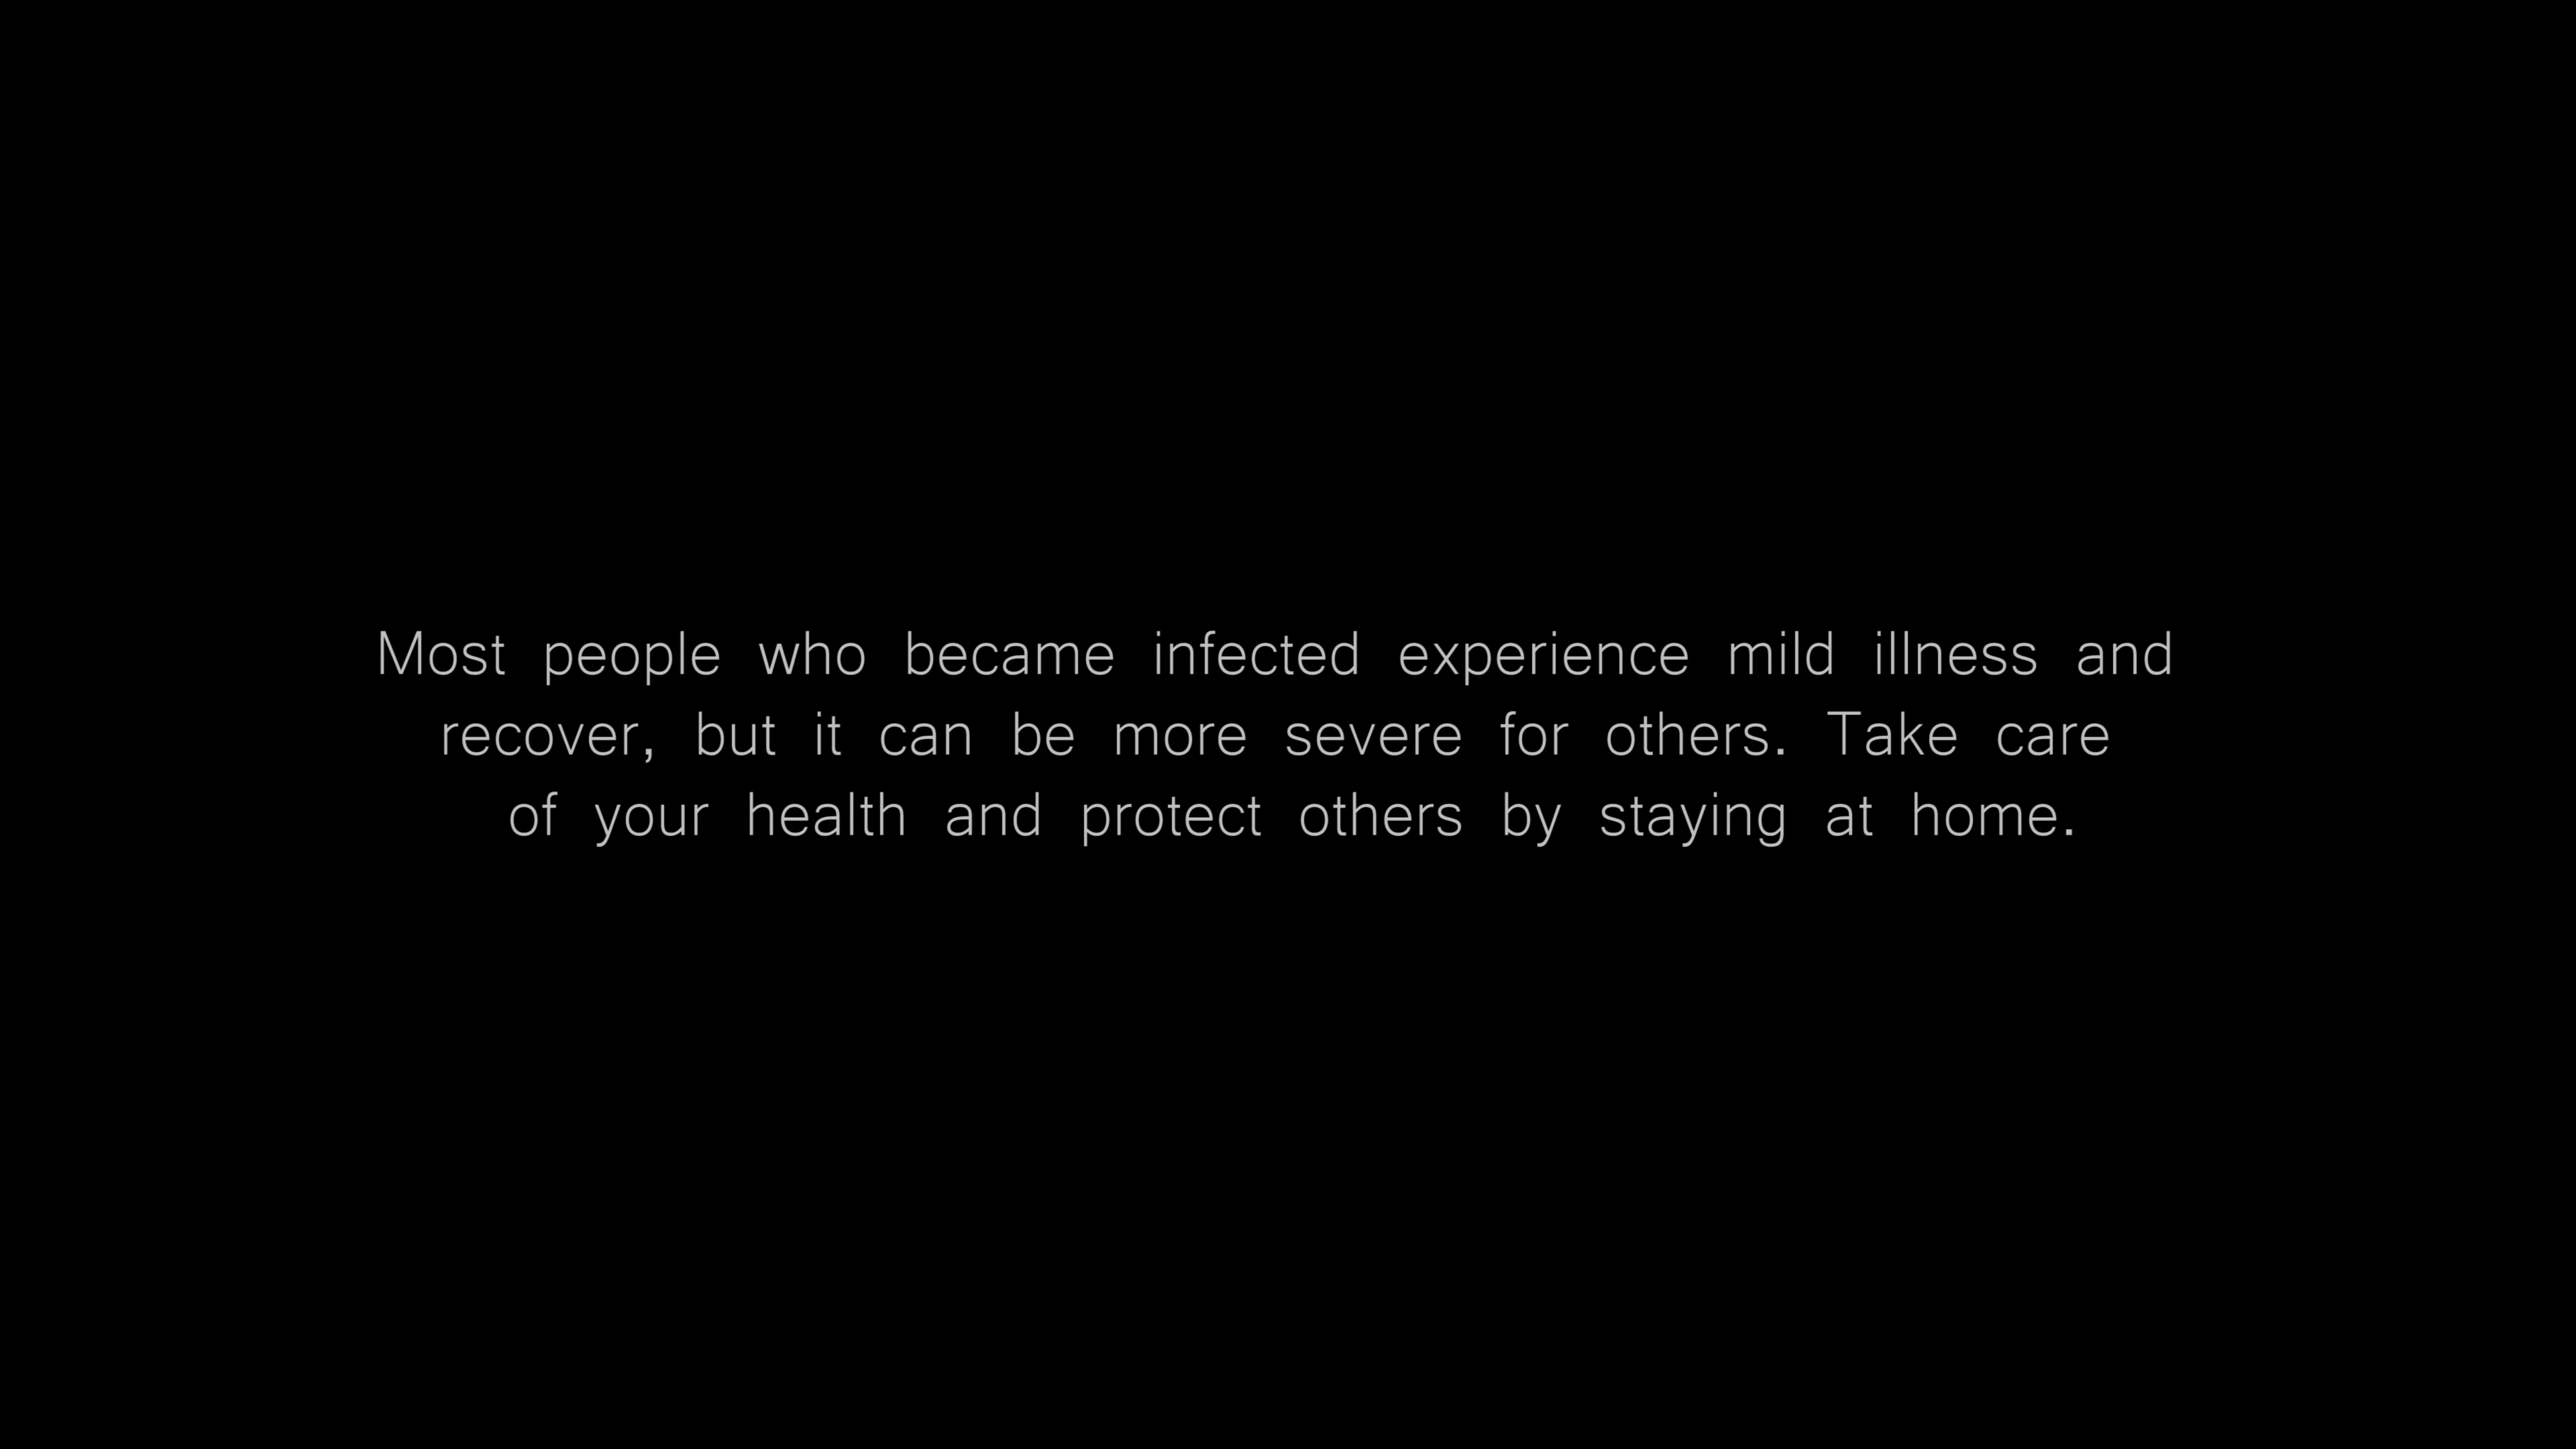 Most people who became infected experience mild illness and
recover, but it can be more severe for others. Take care
of your health and protect others by staying at home.